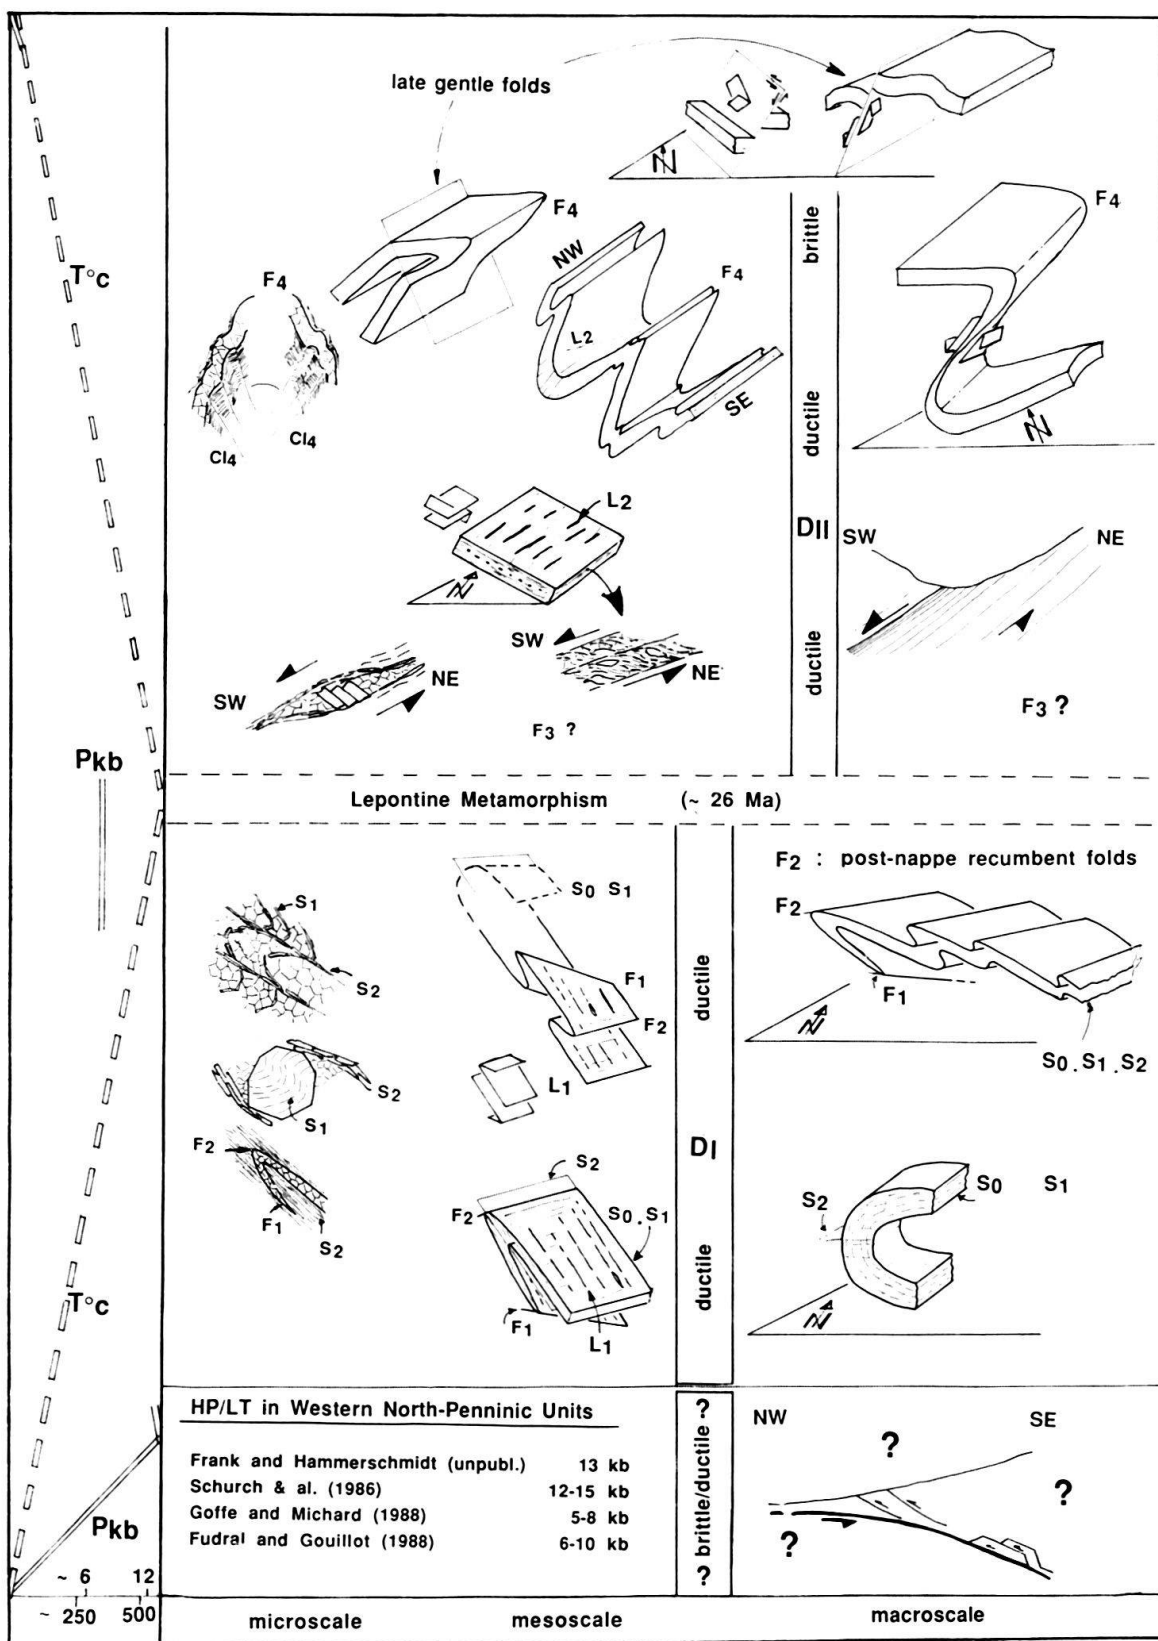 late gentle folds
N
F4
F4
T°c
F4
NW
F4
brittle
L2
SE
N
Cl4
Cl4
ductile
L2
DII
SW
NE
N
SW
NE
SW
NE
ductile
F3 ?
F3 ?
Pkb
Lepontine Metamorphism (~ 26 Ma)
F2 : post-nappe recumbent folds
S0 S1
S1
F2
S2
F1
F1
ductile
F2
N
S0.S1.S2
L1
S2
S1
F2
DI
S2
F1
S2
F2
S0.S1
S2
S0 S1
T°c
ductile
N
F1
L1
HP/LT in Western North-Penninic Units
Frank and Hammerschmidt (unpubl.) 13 kb
Schurch & al. (1986) 12-15 kb
Goffe and Michard (1988) 5-8 kb
Fudral and Gouillot (1988) 6-10 kb
? brittle/ductile ?
NW
SE
?
?
?
Pkb
~ 6 12
~ 250 500
microscale
mesoscale
macroscale